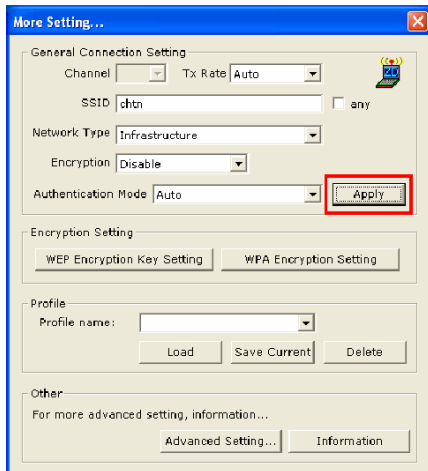 More Setting...
General Connection Setting
Channel Tx Rate Auto
SSID chtn any
Network Type Infrastructure
Encryption Disable
Authentication Mode Auto Apply
Encryption Setting
WEP Encryption Key Setting WPA Encryption Setting
Profile
Profile name:
Load Save Current Delete
Other
For more advanced setting, information...
Advanced Setting... Information